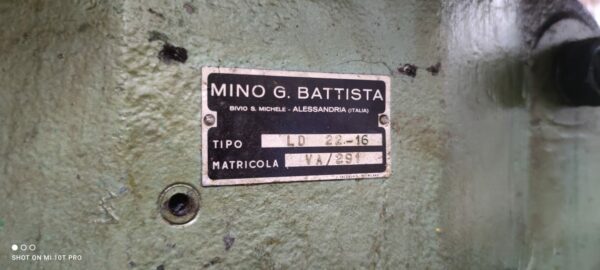 MINO G. BATTISTA
BIVIO S. MICHELE - ALESSANDRIA (ITALIA)
TIPO LD 22-16
MATRICOLA VA/291
SHOT ON MI 10T PRO